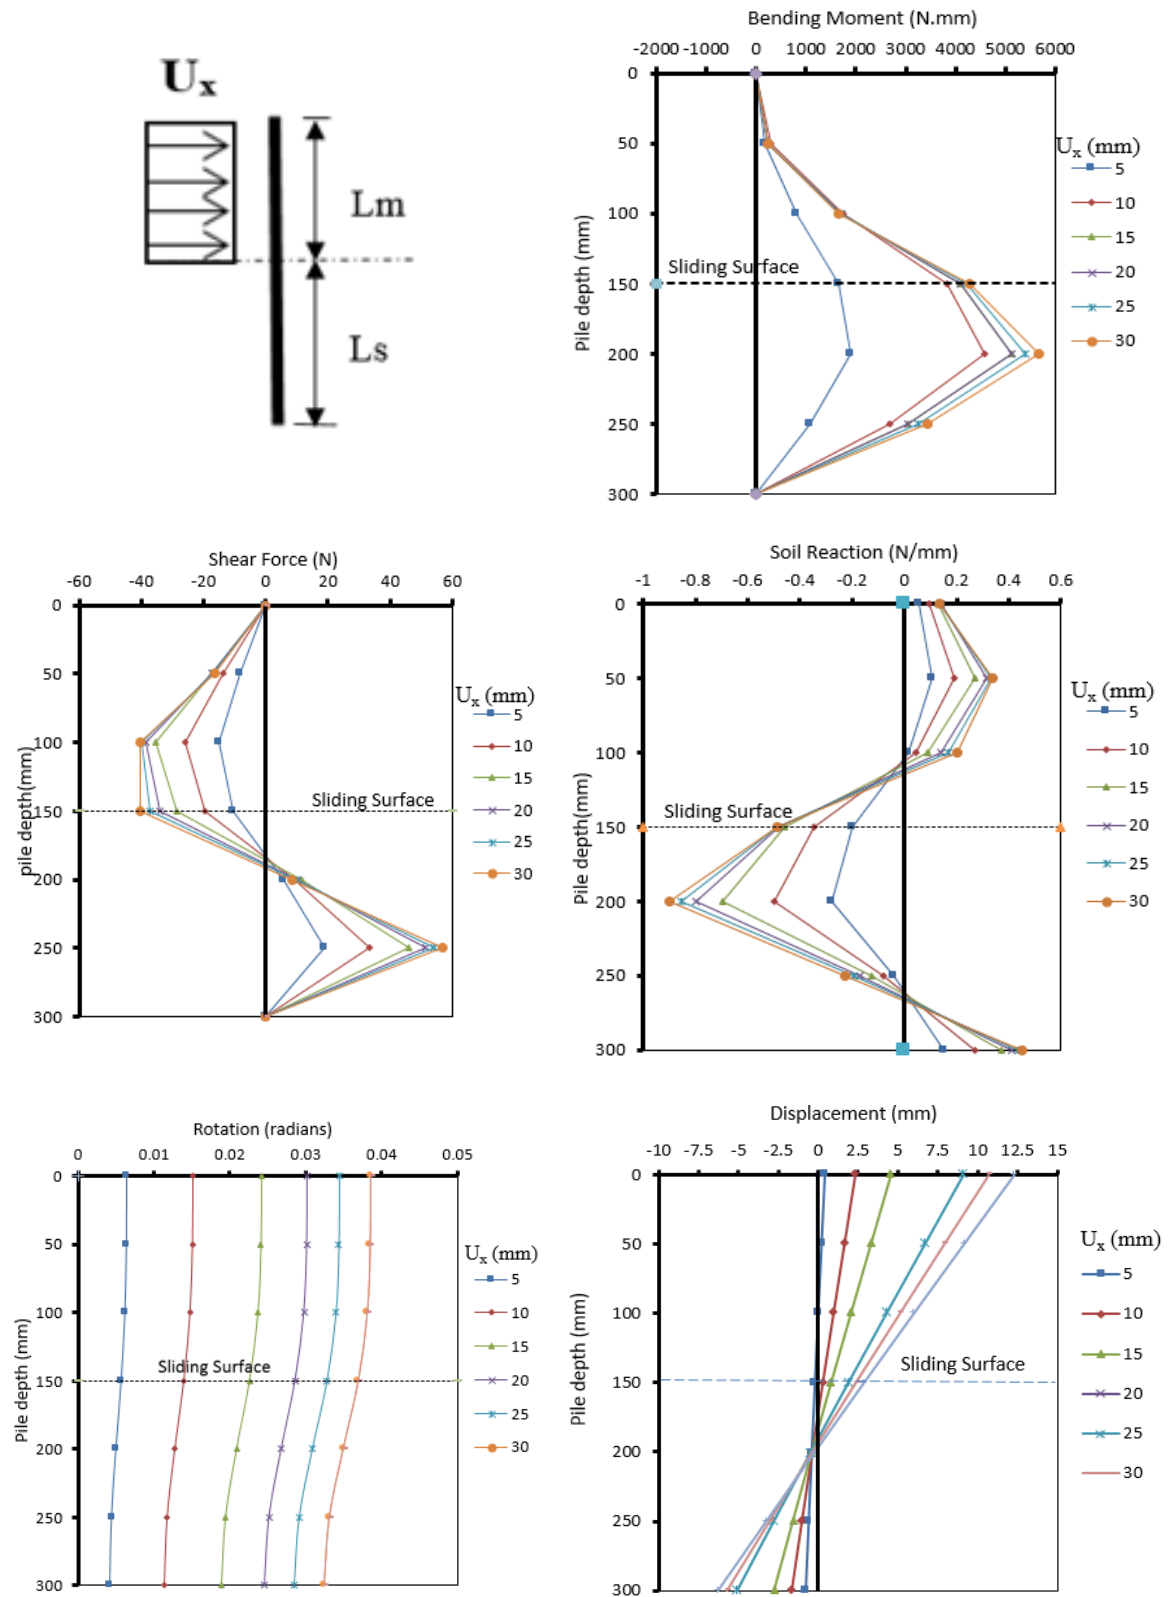 Ux
Lm
Ls
Bending Moment (N.mm)
-2000 -1000 0 1000 2000 3000 4000 5000 6000
0
50
100
150
200
250
300
Pile depth (mm)
Sliding Surface
Ux (mm)
5
10
15
20
25
30
Shear Force (N)
-60 -40 -20 0 20 40 60
0
50
100
150
200
250
300
pile depth(mm)
Sliding Surface
Ux (mm)
5
10
15
20
25
30
Soil Reaction (N/mm)
-1 -0.8 -0.6 -0.4 -0.2 0 0.2 0.4 0.6
0
50
100
150
200
250
300
Pile depth(mm)
Sliding Surface
Ux (mm)
5
10
15
20
25
30
Rotation (radians)
0 0.01 0.02 0.03 0.04 0.05
0
50
100
150
200
250
300
Pile depth (mm)
Sliding Surface
Ux (mm)
5
10
15
20
25
30
Displacement (mm)
-10 -7.5 -5 -2.5 0 2.5 5 7.5 10 12.5 15
0
50
100
150
200
250
300
Pile depth (mm)
Sliding Surface
Ux (mm)
5
10
15
20
25
30